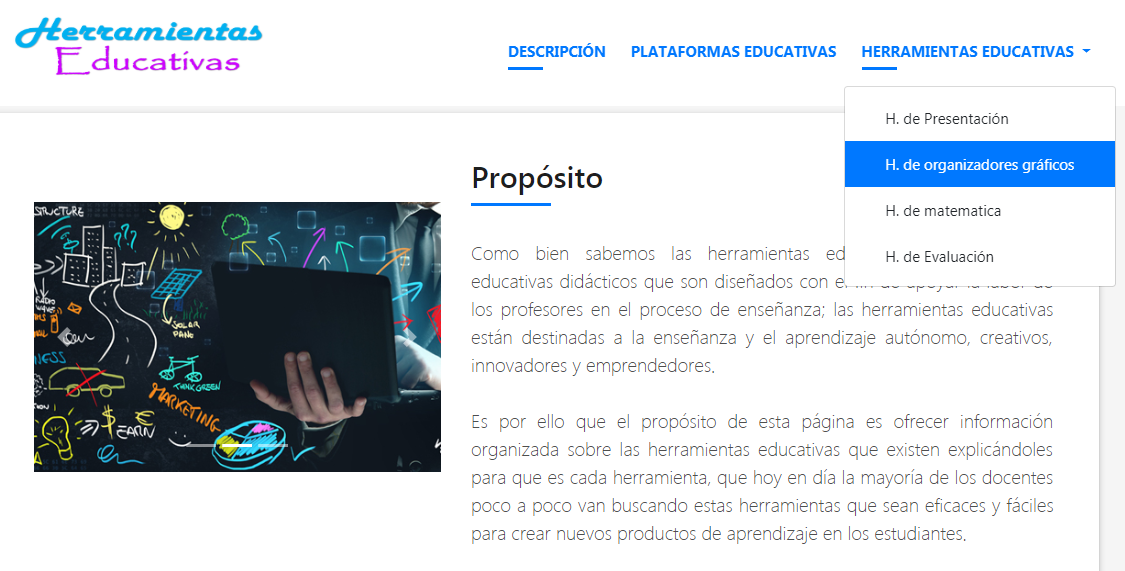 Herramientas
Educativas
DESCRIPCIÓN PLATAFORMAS EDUCATIVAS HERRAMIENTAS EDUCATIVAS
H. de Presentación
H. de organizadores gráficos
H. de matematica
H. de Evaluación
Propósito
Como bien sabemos las herramientas
educativas didácticos que son diseñados con
los profesores en el proceso de enseñanza; las herramientas educativas
están destinadas a la enseñanza y el aprendizaje autónomo, creativos,
innovadores y emprendedores.
Es por ello que el propósito de esta página es ofrecer información
organizada sobre las herramientas educativas que existen explicándoles
para que es cada herramienta, que hoy en día la mayoría de los docentes
poco a poco van buscando estas herramientas que sean eficaces y fáciles
para crear nuevos productos de aprendizaje en los estudiantes.
STRUCTURE
SOLAR
PANE
THINK GREEN
MARKETING
EARN